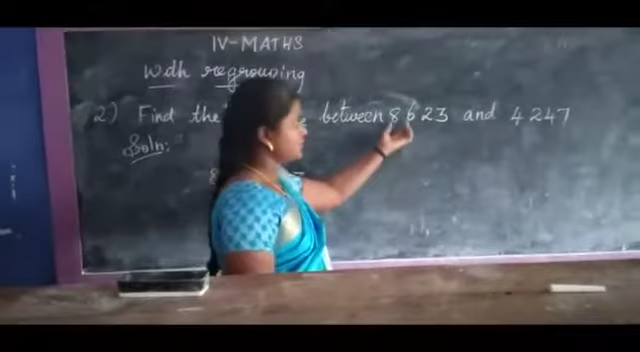 IV-MATHS
With regrouping
2) Find the between 8623 and 4247
Soln: